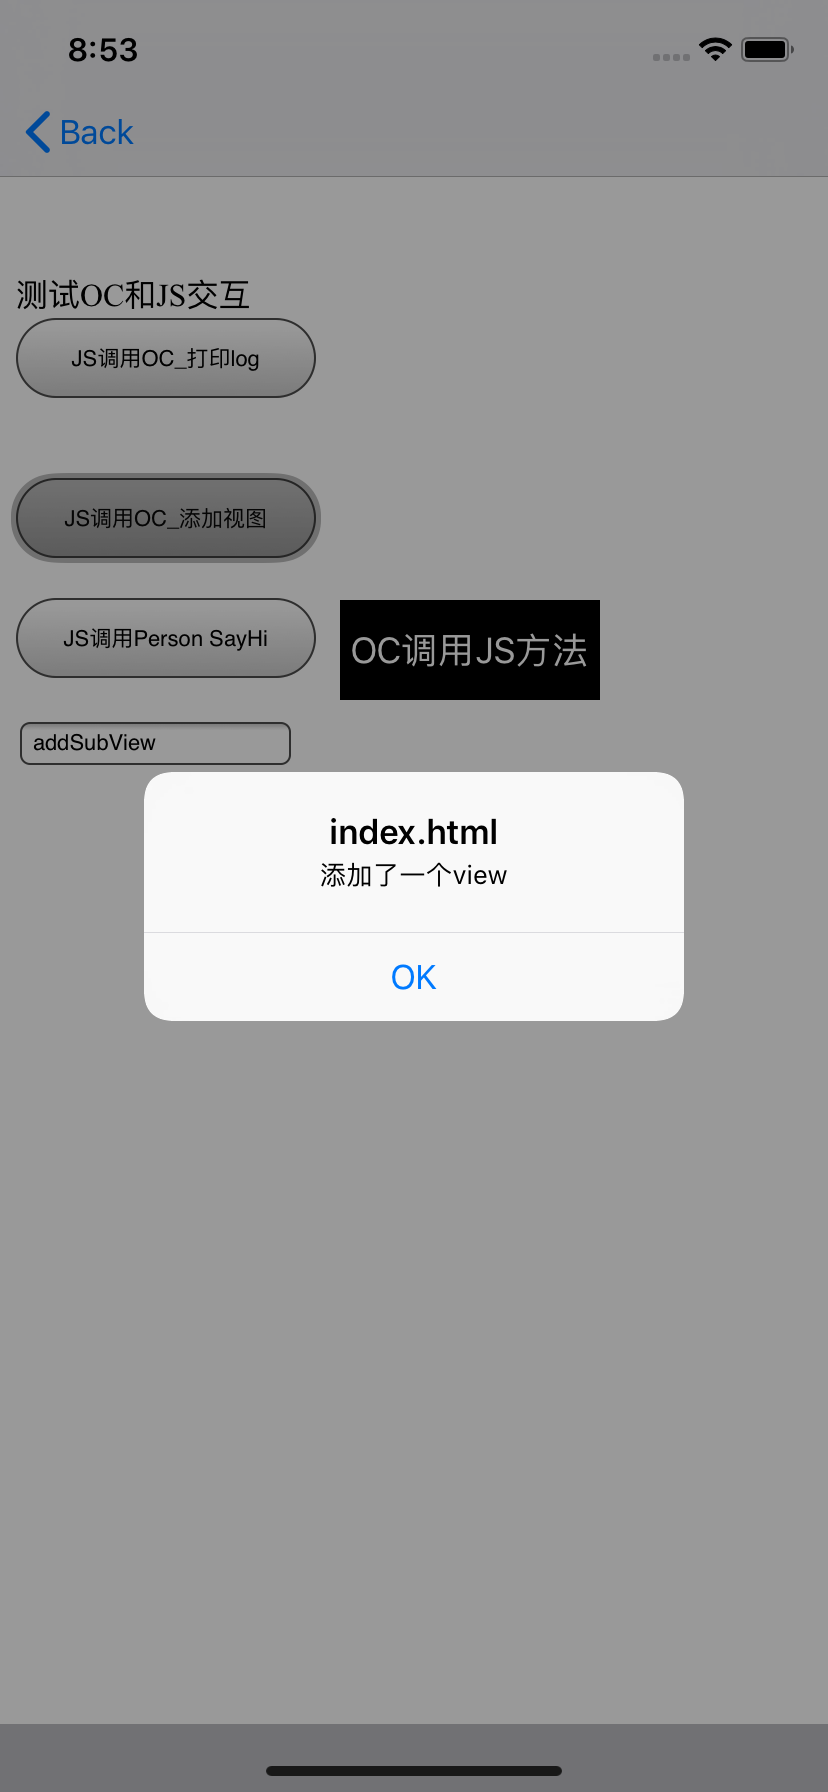 8:53
Back
测试OC和JS交互
JS调用OC_打印log
JS调用OC_添加视图
JS调用Person SayHi
OC调用JS方法
addSubView
index.html
添加了一个view
OK